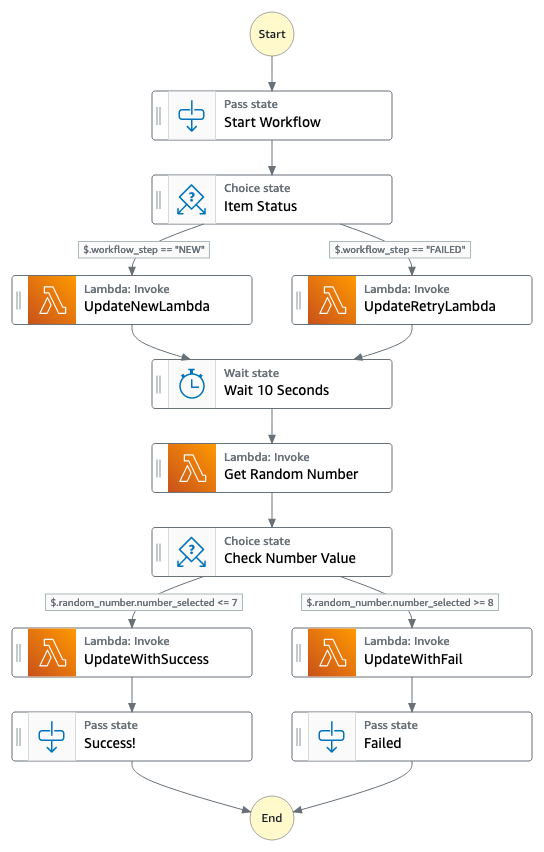 Start
Pass state
Start Workflow
Choice state
Item Status
$.workflow_step == "NEW"
$.workflow_step == "FAILED"
Lambda: Invoke
UpdateNewLambda
Lambda: Invoke
UpdateRetryLambda
Wait state
Wait 10 Seconds
Lambda: Invoke
Get Random Number
Choice state
Check Number Value
$.random_number.number_selected <= 7
$.random_number.number_selected >= 8
Lambda: Invoke
UpdateWithSuccess
Lambda: Invoke
UpdateWithFail
Pass state
Success!
Pass state
Failed
End